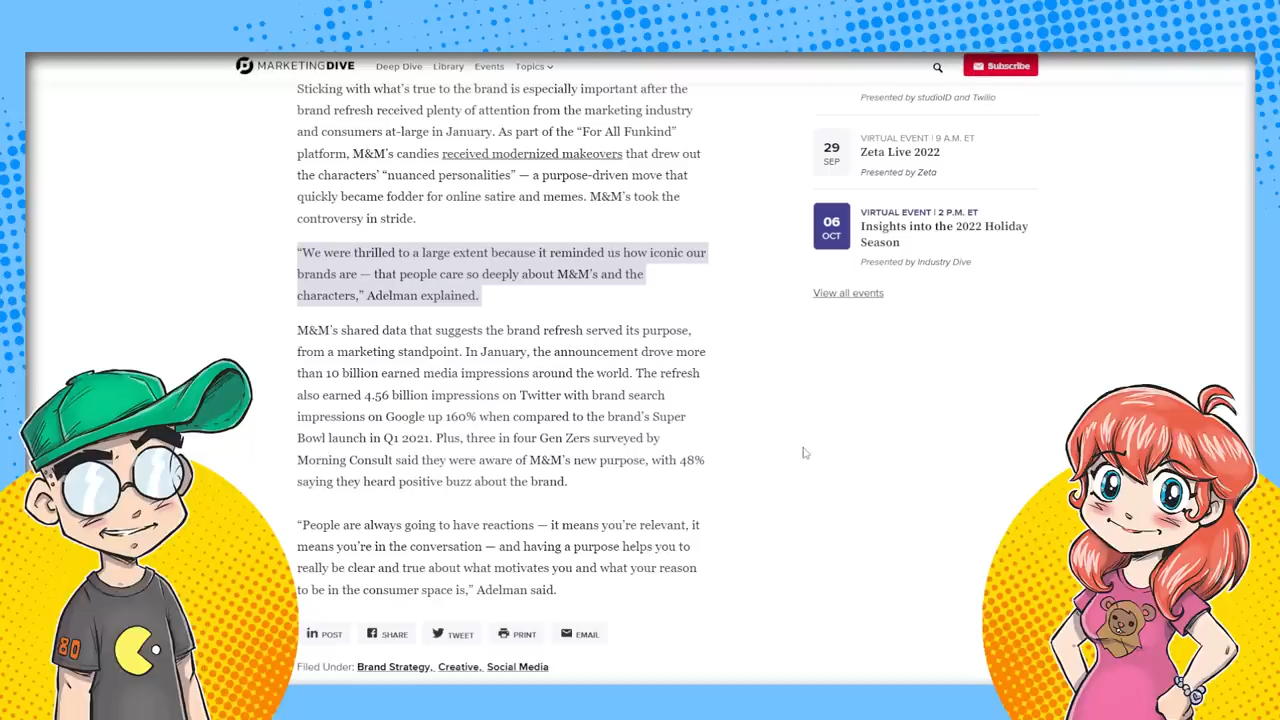 MARKETINGDIVE
Deep Dive Library Events Topics
Subscribe
Sticking with what's true to the brand is especially important after the
brand refresh received plenty of attention from the marketing industry
and consumers at-large in January. As part of the “For All Funkind”
platform, M&M's candies received modernized makeovers that drew out
the characters' “nuanced personalities” — a purpose-driven move that
quickly became fodder for online satire and memes. M&M's took the
controversy in stride.
“We were thrilled to a large extent because it reminded us how iconic our
brands are — that people care so deeply about M&M's and the
characters,” Adelman explained.
M&M's shared data that suggests the brand refresh served its purpose,
from a marketing standpoint. In January, the announcement drove more
than 10 billion earned media impressions around the world. The refresh
also earned 4.56 billion impressions on Twitter with brand search
impressions on Google up 160% when compared to the brand's Super
Bowl launch in Q1 2021. Plus, three in four Gen Zers surveyed by
Morning Consult said they were aware of M&M's new purpose, with 48%
saying they heard positive buzz about the brand.
“People are always going to have reactions — it means you're relevant, it
means you're in the conversation — and having a purpose helps you to
really be clear and true about what motivates you and what your reason
to be in the consumer space is,” Adelman said.
POST SHARE TWEET PRINT EMAIL
Filed Under: Brand Strategy, Creative, Social Media
Presented by studioID and Twilio
29 SEP
VIRTUAL EVENT | 9 A.M. ET
Zeta Live 2022
Presented by Zeta
06 OCT
VIRTUAL EVENT | 2 P.M. ET
Insights into the 2022 Holiday
Season
Presented by Industry Dive
View all events
80